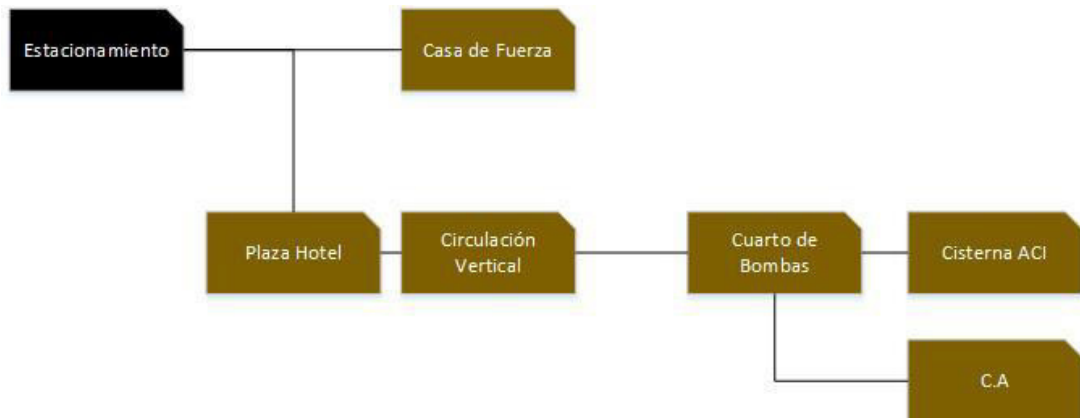 Estacionamiento
Casa de Fuerza
Plaza Hotel
Circulación
Vertical
Cuarto de
Bombas
Cisterna ACI
C.A